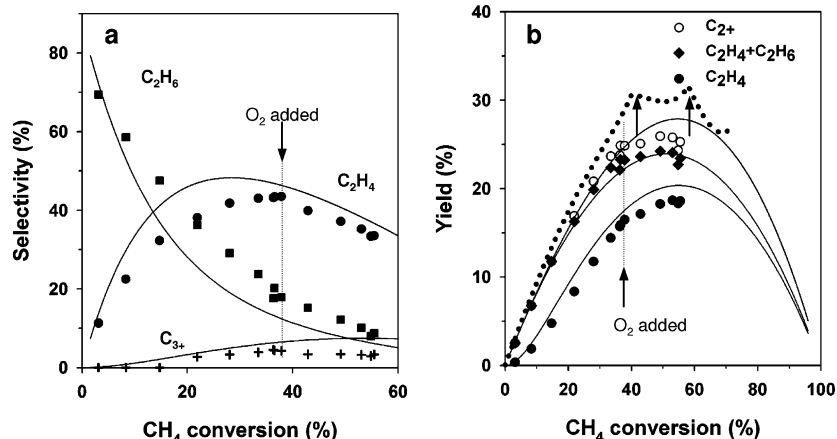 a
C₂H₆
O₂ added
C₂H₄
C₃₊
Selectivity (%)
80
60
40
20
0
0 20 40 60
CH₄ conversion (%)
b
C₂₊
C₂H₄+C₂H₆
C₂H₄
O₂ added
Yield (%)
40
30
20
10
0
0 20 40 60 80 100
CH₄ conversion (%)